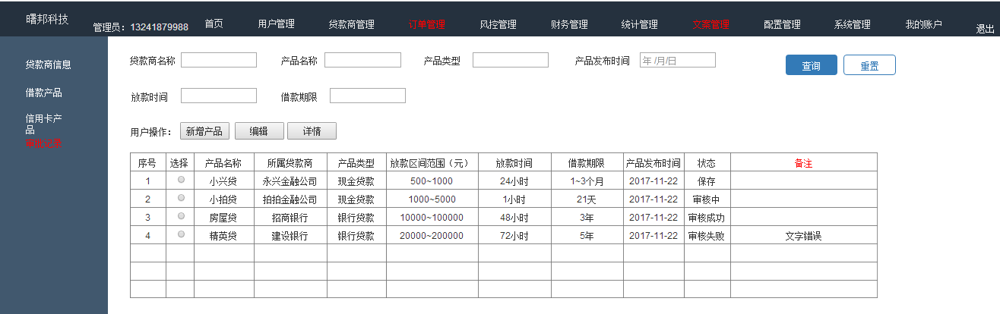 曙邦科技 管理员：13241879988 首页 用户管理 贷款商管理 订单管理 风控管理 财务管理 统计管理 文案管理 配置管理 系统管理 我的账户 退出
贷款商信息
借款产品
信用卡产
品
贷款商名称 产品名称 产品类型 产品发布时间 年 /月/日 查询 重置
放款时间 借款期限
用户操作： 新增产品 编辑 详情
序号 选择 产品名称 所属贷款商 产品类型 放款区间范围（元） 放款时间 借款期限 产品发布时间 状态 备注
1 小兴贷 永兴金融公司 现金贷款 500~1000 24小时 1~3个月 2017-11-22 保存
2 小拍贷 拍拍金融公司 现金贷款 1000~5000 1小时 21天 2017-11-22 审核中
3 房屋贷 招商银行 银行贷款 10000~100000 48小时 3年 2017-11-22 审核成功
4 精英贷 建设银行 银行贷款 20000~200000 72小时 5年 2017-11-22 审核失败 文字错误